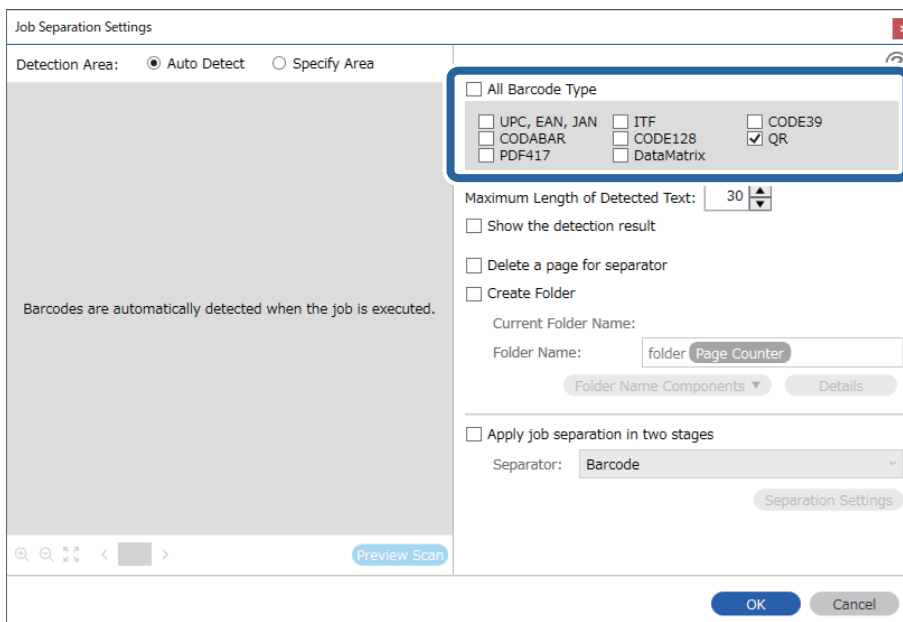 Job Separation Settings
Detection Area: Auto Detect Specify Area
All Barcode Type
UPC, EAN, JAN ITF CODE39
CODABAR CODE128 QR
PDF417 DataMatrix
Maximum Length of Detected Text: 30
Show the detection result
Delete a page for separator
Create Folder
Barcodes are automatically detected when the job is executed.
Current Folder Name:
Folder Name: folder Page Counter
Folder Name Components Details
Apply job separation in two stages
Separator: Barcode
Separation Settings
Preview Scan
OK Cancel